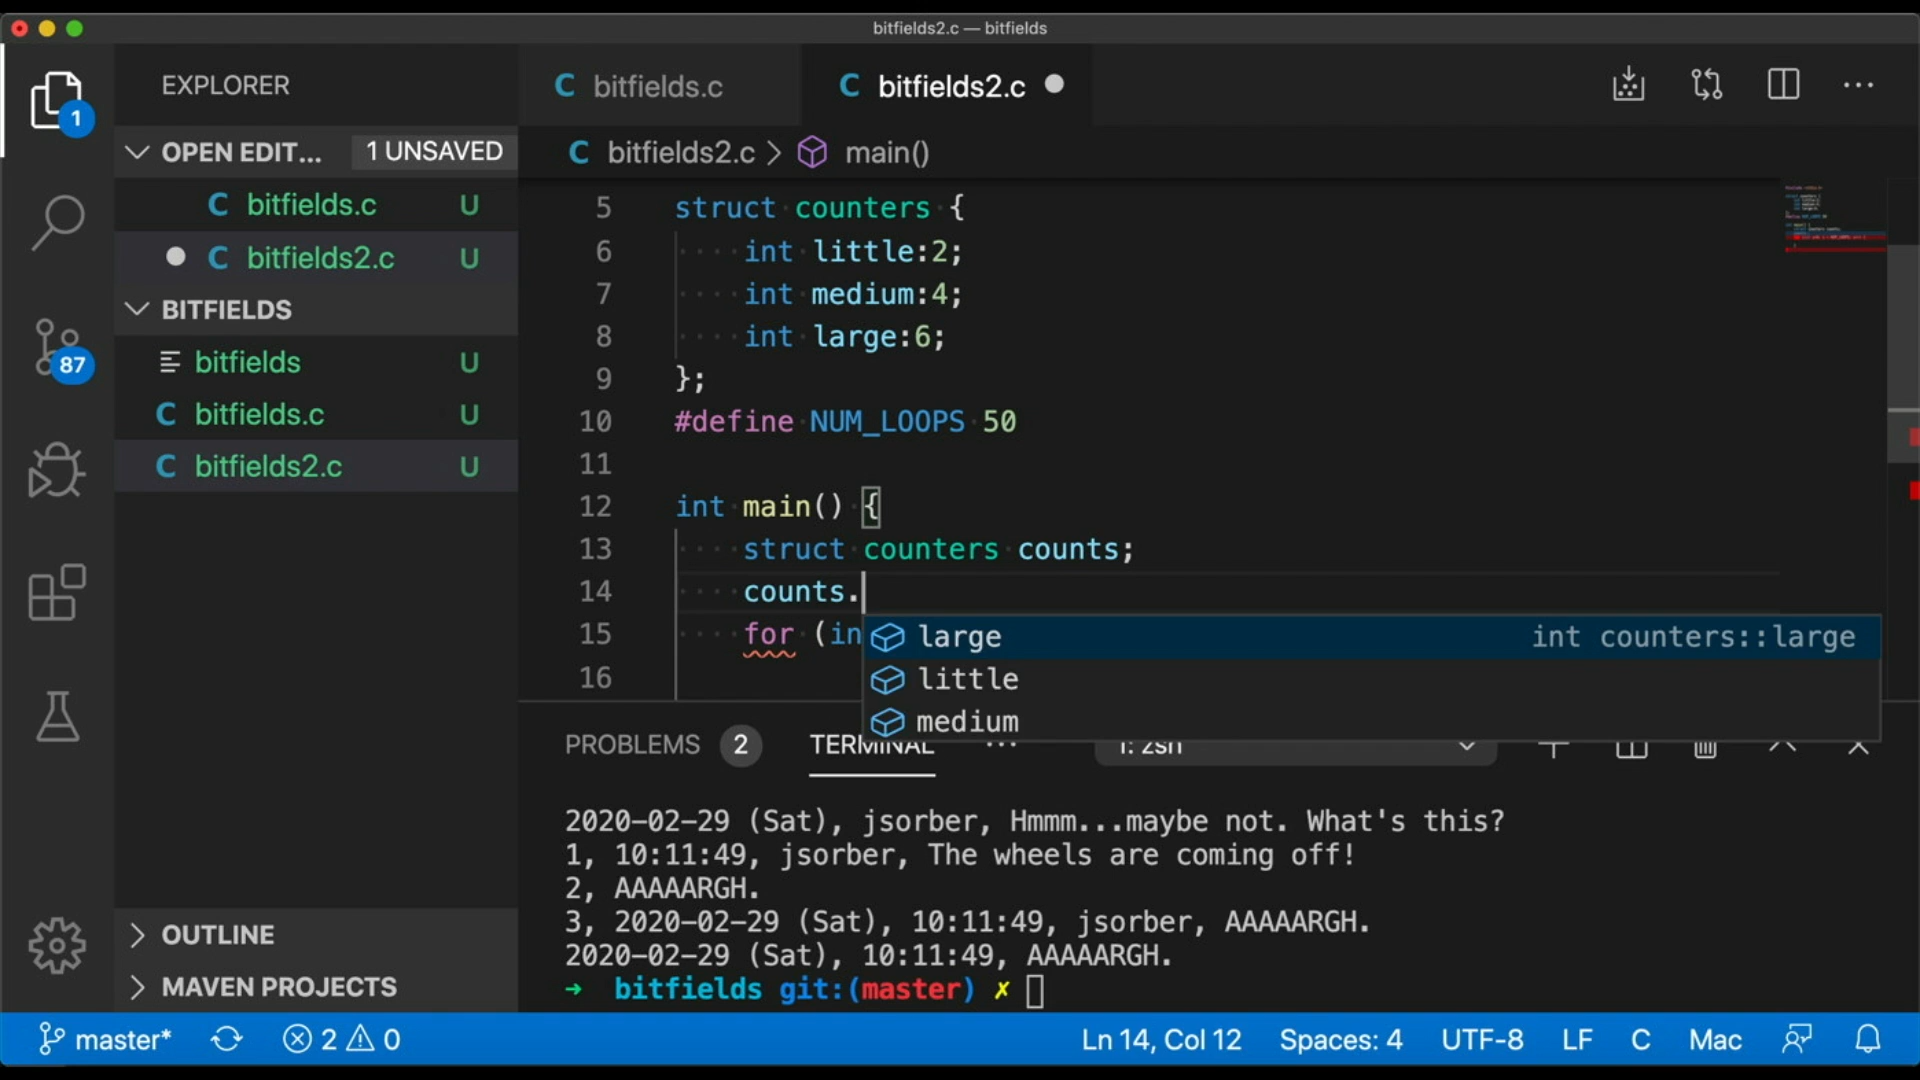 bitfields2.c — bitfields
EXPLORER
1
OPEN EDIT... 1 UNSAVED
C bitfields.c U
C bitfields2.c U
BITFIELDS
bitfields U
C bitfields.c U
C bitfields2.c U
87
OUTLINE
MAVEN PROJECTS
C bitfields.c C bitfields2.c
C bitfields2.c > main()
5 struct counters {
6 int little:2;
7 int medium:4;
8 int large:6;
9 };
10 #define NUM_LOOPS 50
11
12 int main() {
13 struct counters counts;
14 counts.
15 for (in
16
large int counters::large
little
medium
PROBLEMS 2 TERMINAL ... 1: zsh
2020-02-29 (Sat), jsorber, Hmmm...maybe not. What's this?
1, 10:11:49, jsorber, The wheels are coming off!
2, AAAAARGH.
3, 2020-02-29 (Sat), 10:11:49, jsorber, AAAAARGH.
2020-02-29 (Sat), 10:11:49, AAAAARGH.
→ bitfields git:(master) ✗
master* 2 0 Ln 14, Col 12 Spaces: 4 UTF-8 LF C Mac